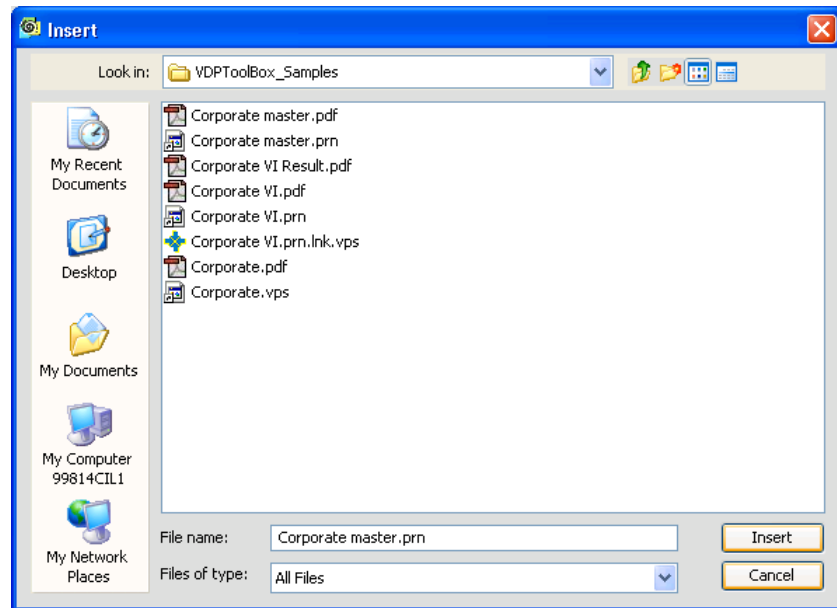 Insert
Look in:
VDPToolBox_Samples
My Recent
Documents
Desktop
My Documents
My Computer
99814CIL1
My Network
Places
Corporate master.pdf
Corporate master.prn
Corporate VI Result.pdf
Corporate VI.pdf
Corporate VI.prn
Corporate VI.prn.lnk.vps
Corporate.pdf
Corporate.vps
File name:
Corporate master.prn
Insert
Files of type:
All Files
Cancel